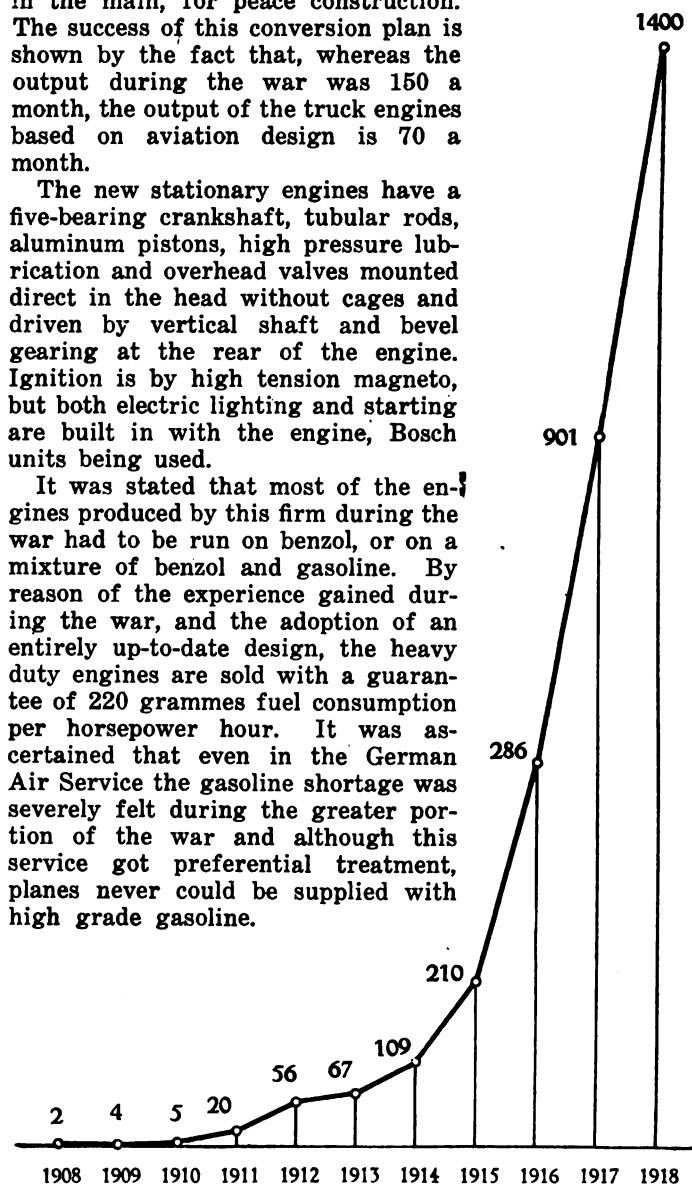 in the main, for peace construction.
The success of this conversion plan is
shown by the fact that, whereas the
output during the war was 150 a
month, the output of the truck engines
based on aviation design is 70 a
month.
The new stationary engines have a
five-bearing crankshaft, tubular rods,
aluminum pistons, high pressure lub-
rication and overhead valves mounted
direct in the head without cages and
driven by vertical shaft and bevel
gearing at the rear of the engine.
Ignition is by high tension magneto,
but both electric lighting and starting
are built in with the engine, Bosch
units being used.
It was stated that most of the en-
gines produced by this firm during the
war had to be run on benzol, or on a
mixture of benzol and gasoline. By
reason of the experience gained dur-
ing the war, and the adoption of an
entirely up-to-date design, the heavy
duty engines are sold with a guaran-
tee of 220 grammes fuel consumption
per horsepower hour. It was as-
certained that even in the German
Air Service the gasoline shortage was
severely felt during the greater por-
tion of the war and although this
service got preferential treatment,
planes never could be supplied with
high grade gasoline.
1400
901
286
210
109
67
56
20
5
4
2
1908 1909 1910 1911 1912 1913 1914 1915 1916 1917 1918